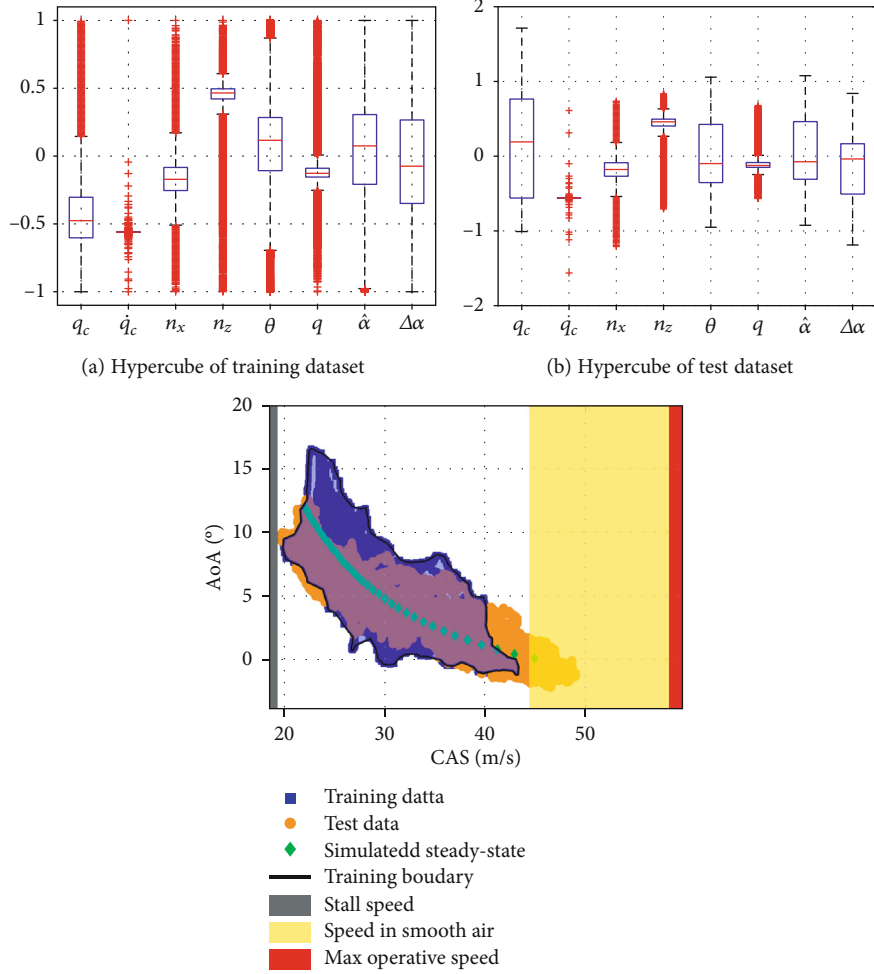 1
0.5
0
−0.5
−1
q_c q̇_c n_x n_z θ q α̂ Δα
(a) Hypercube of training dataset
2
1
0
−1
−2
q_c q̇_c n_x n_z θ q α̂ Δα
(b) Hypercube of test dataset
20
15
10
5
0
AoA (º)
20 30 40 50
CAS (m/s)
Training datta
Test data
Simulatedd steady-state
Training boudary
Stall speed
Speed in smooth air
Max operative speed